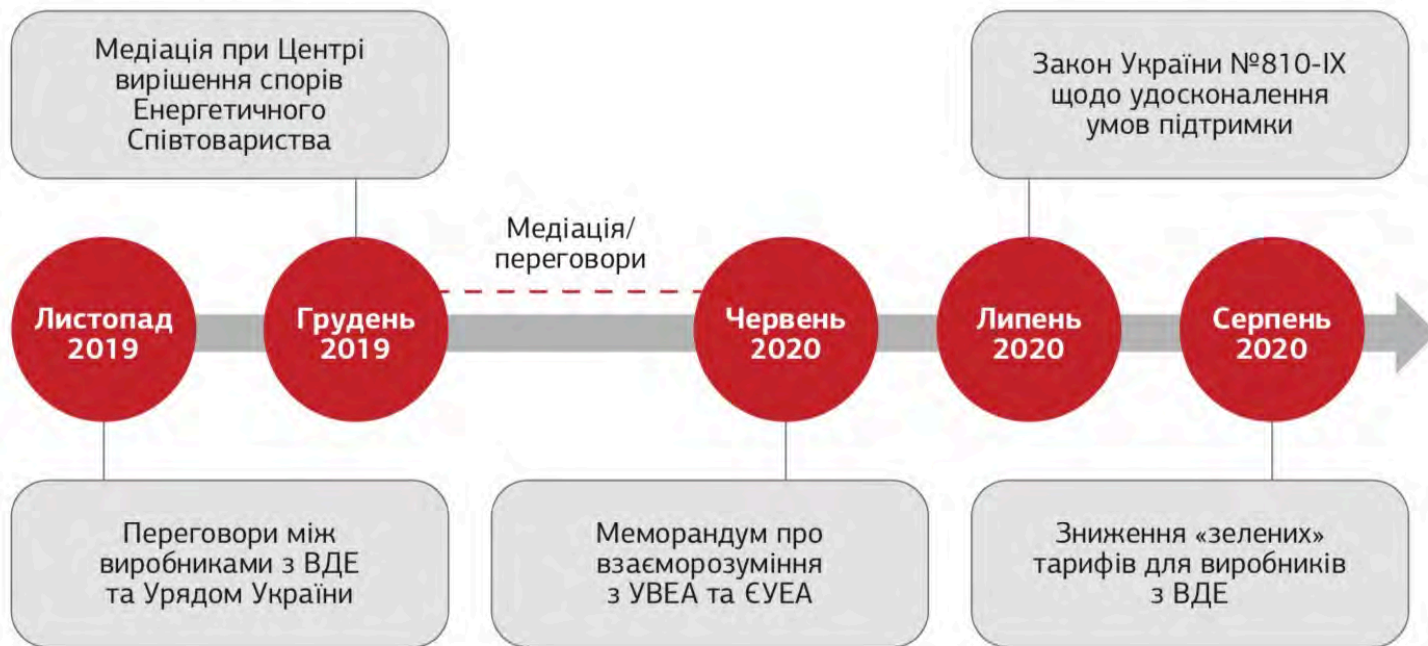 Медіація при Центрі
вирішення спорів
Енергетичного
Співтовариства
Закон України №810-IX
щодо удосконалення
умов підтримки
Медіація/
переговори
Листопад
2019
Грудень
2019
Червень
2020
Липень
2020
Серпень
2020
Переговори між
виробниками з ВДЕ
та Урядом України
Меморандум про
взаєморозуміння
з УВЕА та ЄУЕА
Зниження «зелених»
тарифів для виробників
з ВДЕ